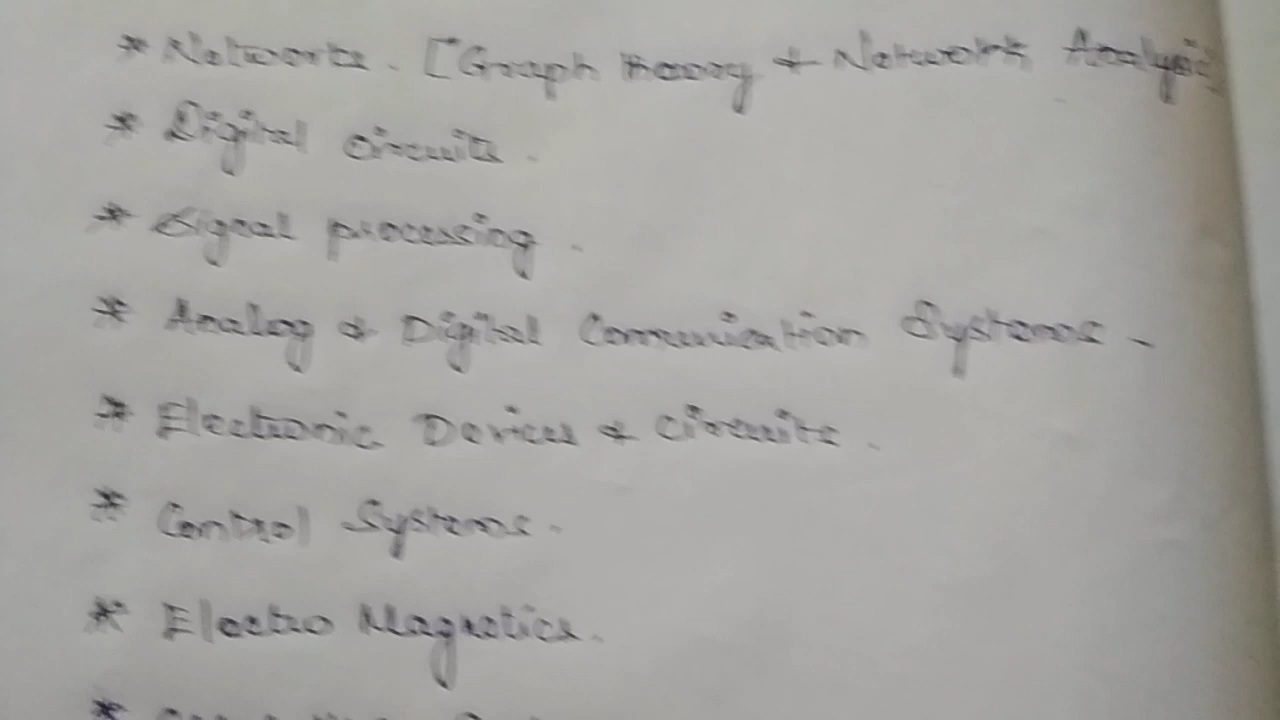 * Networks. [Graph theory & Network Analysis]
* Digital circuits.
* Signal processing.
* Analog & Digital Communication Systems.
* Electronic Devices & Circuits.
* Control Systems.
* Electro Magnetics.
*